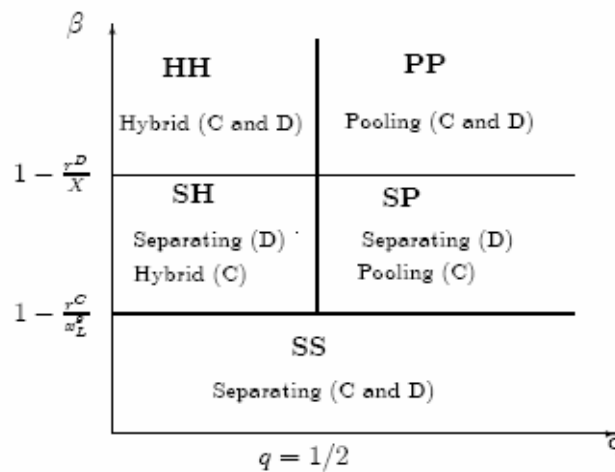 β
HH PP
Hybrid (C and D) Pooling (C and D)
1 − r^D/X
SH SP
Separating (D) Separating (D)
Hybrid (C) Pooling (C)
1 − r^C/
SS
Separating (C and D)
q = 1/2